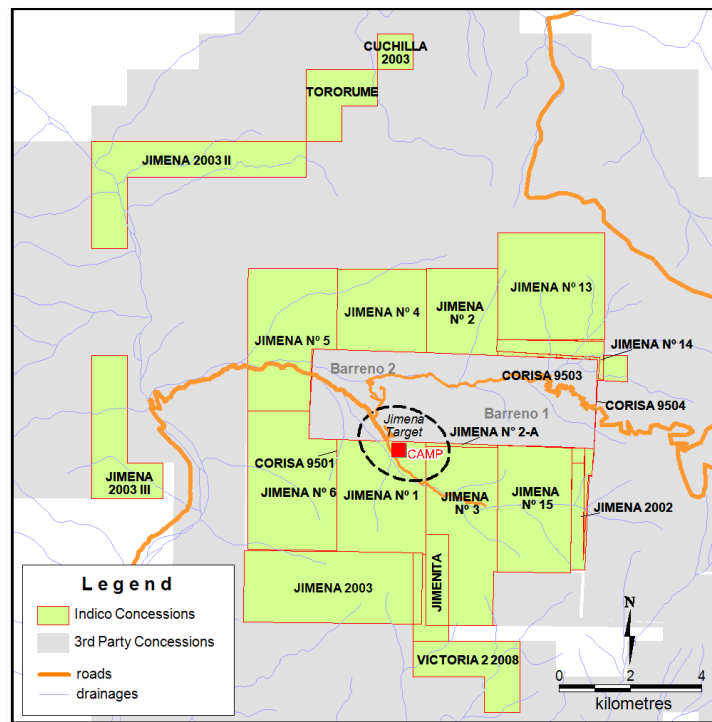 CUCHILLA
2003
TORORUME
JIMENA 2003 II
JIMENA Nº 13
JIMENA Nº 4
JIMENA
Nº 2
JIMENA Nº 5
JIMENA Nº 14
Barreno 2
CORISA 9503
CORISA 9504
Barreno 1
Jimena
Target
JIMENA Nº 2-A
CAMP
CORISA 9501
JIMENA
2003 III
JIMENA
Nº 6
JIMENA
Nº 1
JIMENA
Nº 3
JIMENA
Nº 15
JIMENA 2002
JIMENA 2003
JIMENITA
VICTORIA 2 2008
Legend
Indico Concessions
3rd Party Concessions
roads
drainages
N
0 2 4
kilometres